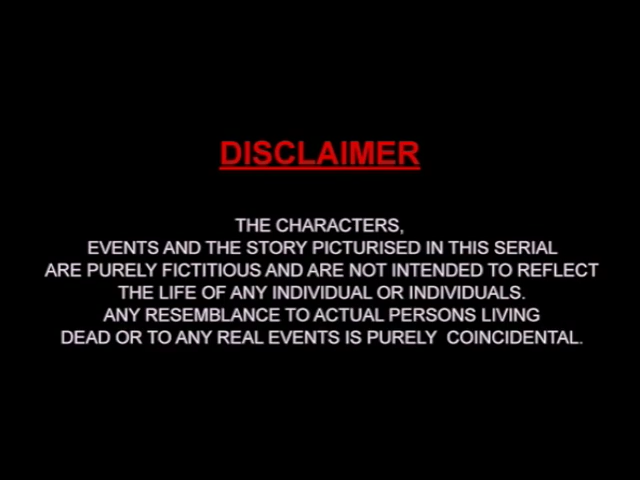 DISCLAIMER
THE CHARACTERS,
EVENTS AND THE STORY PICTURISED IN THIS SERIAL
ARE PURELY FICTITIOUS AND ARE NOT INTENDED TO REFLECT
THE LIFE OF ANY INDIVIDUAL OR INDIVIDUALS.
ANY RESEMBLANCE TO ACTUAL PERSONS LIVING
DEAD OR TO ANY REAL EVENTS IS PURELY  COINCIDENTAL.